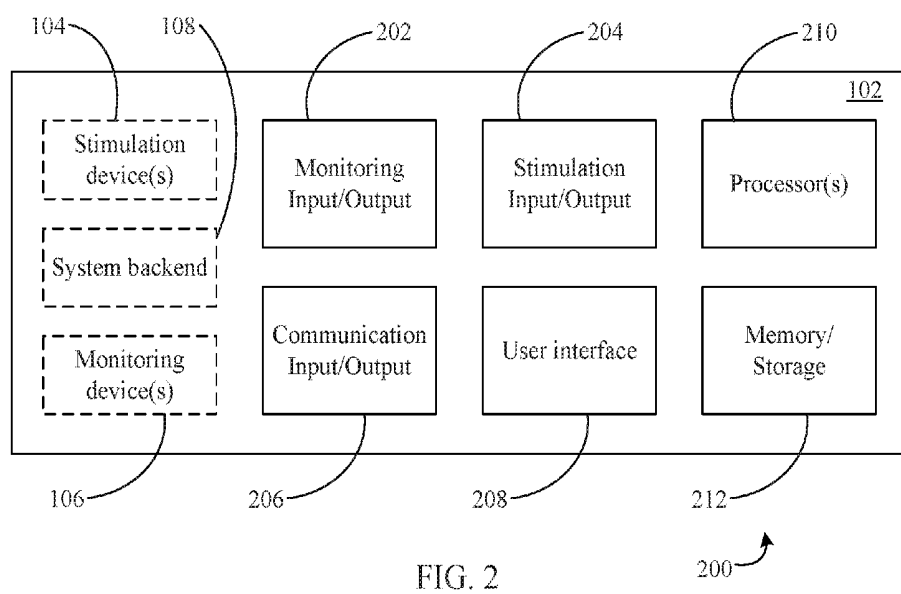 104
108
202
204
210
102
Stimulation
device(s)
Monitoring
Input/Output
Stimulation
Input/Output
Processor(s)
System backend
Monitoring
device(s)
Communication
Input/Output
User interface
Memory/
Storage
106
206
208
212
200
FIG. 2